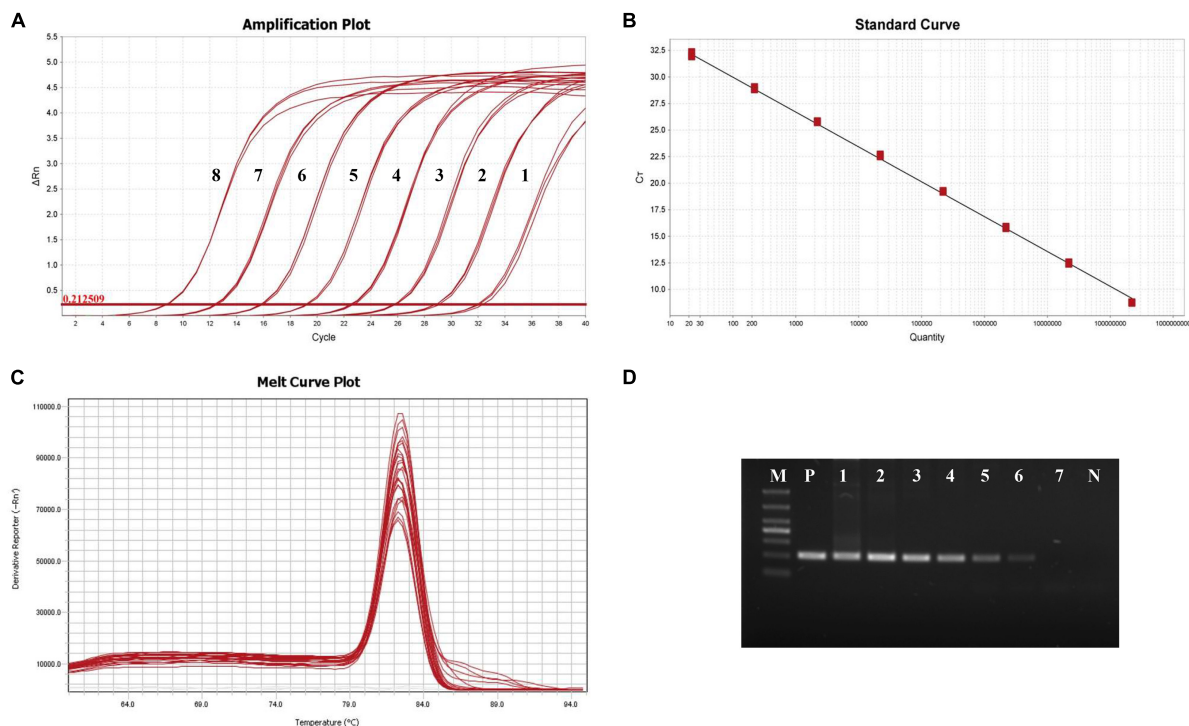 A
Amplification Plot
5.5
5.0
4.5
4.0
3.5
3.0
2.5
2.0
1.5
1.0
0.5
ΔRn
8 7 6 5 4 3 2 1
0.212509
2 4 6 8 10 12 14 16 18 20 22 24 26 28 30 32 34 36 38 40
Cycle
B
Standard Curve
32.5
30.0
27.5
25.0
22.5
20.0
17.5
15.0
12.5
10.0
CT
10 20 30 100 200 1000 10000 100000 1000000 10000000 100000000 1000000000
Quantity
C
Melt Curve Plot
110000.0
90000.0
70000.0
50000.0
30000.0
10000.0
Derivative Reporter (-Rn')
64.0 69.0 74.0 79.0 84.0 89.0 94.0
Temperature (°C)
D
M P 1 2 3 4 5 6 7 N